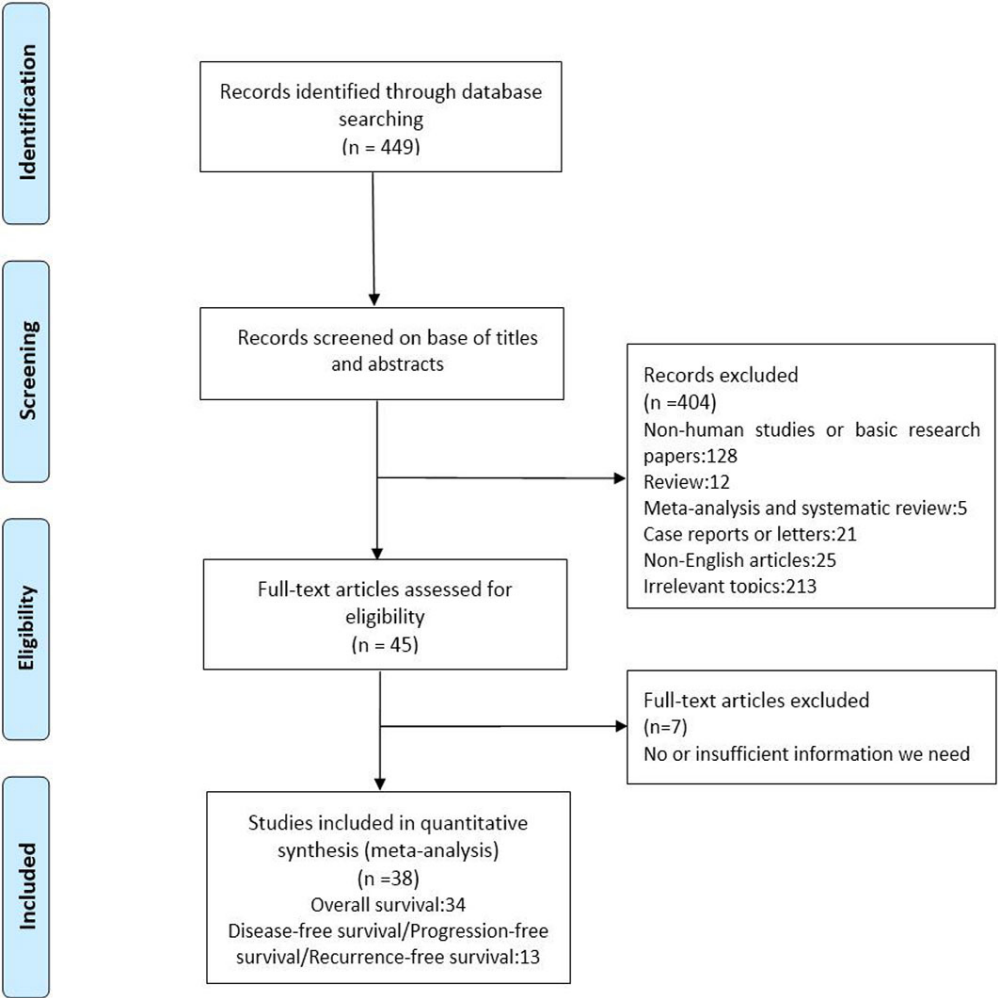 Identification
Records identified through database
searching
(n = 449)
Screening
Records screened on base of titles
and abstracts
Records excluded
(n =404)
Non-human studies or basic research
papers:128
Review:12
Meta-analysis and systematic review:5
Case reports or letters:21
Non-English articles:25
Irrelevant topics:213
Eligibility
Full-text articles assessed for
eligibility
(n = 45)
Full-text articles excluded
(n=7)
No or insufficient information we need
Included
Studies included in quantitative
synthesis (meta-analysis)
(n =38)
Overall survival:34
Disease-free survival/Progression-free
survival/Recurrence-free survival:13